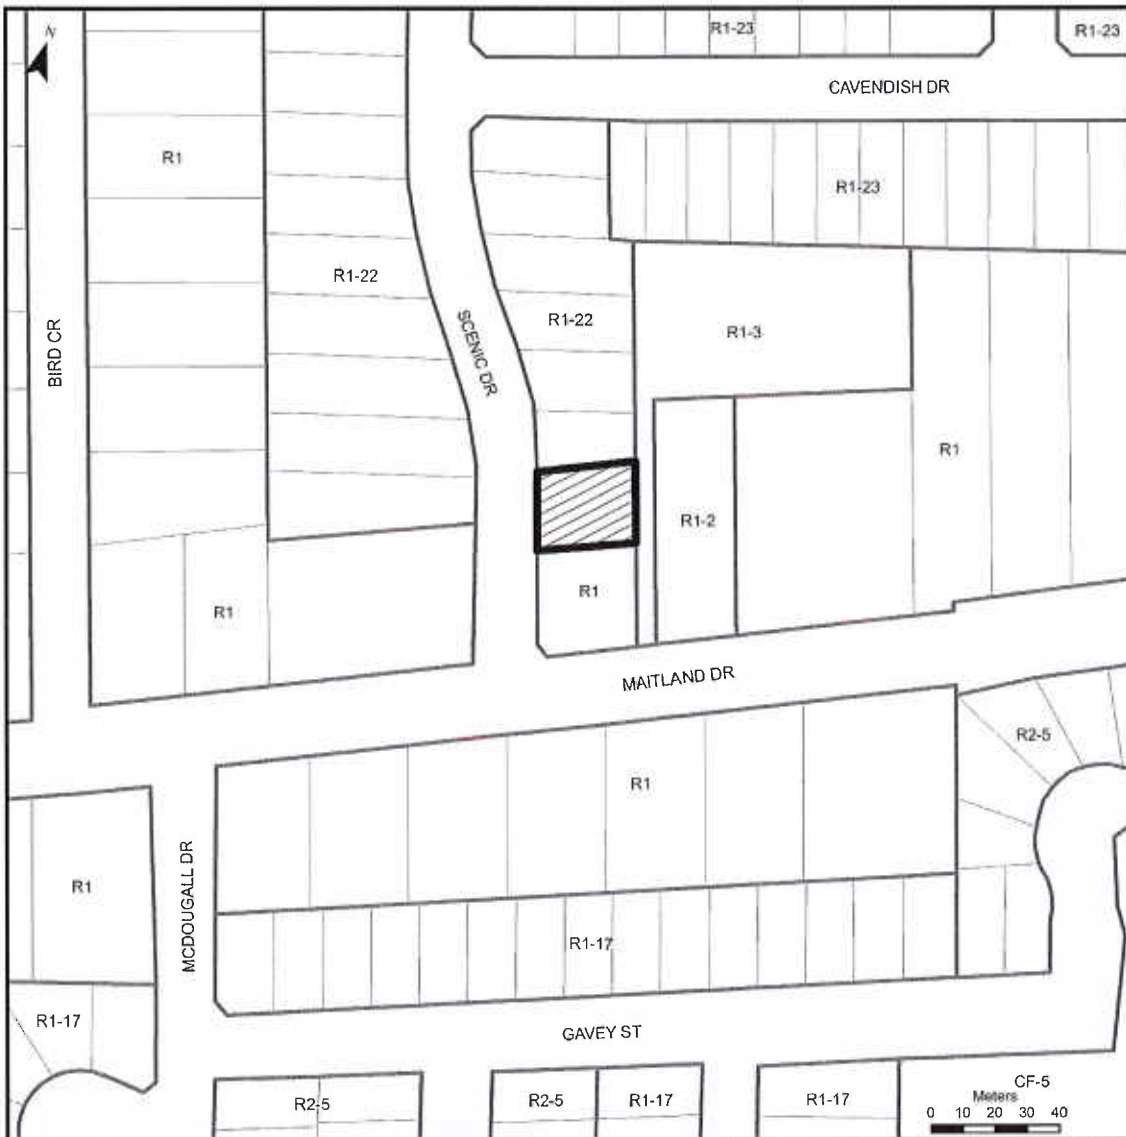 N
R1-23
R1-23
CAVENDISH DR
R1
R1-23
R1-22
R1-22
SCENIC DR
R1-3
BIRD CR
R1
R1-2
R1
R1
MAITLAND DR
R2-5
R1
R1
MCDOUGALL DR
R1-17
R1-17
GAVEY ST
CF-5
R2-5
R2-5
R1-17
R1-17
Meters
0 10 20 30 40